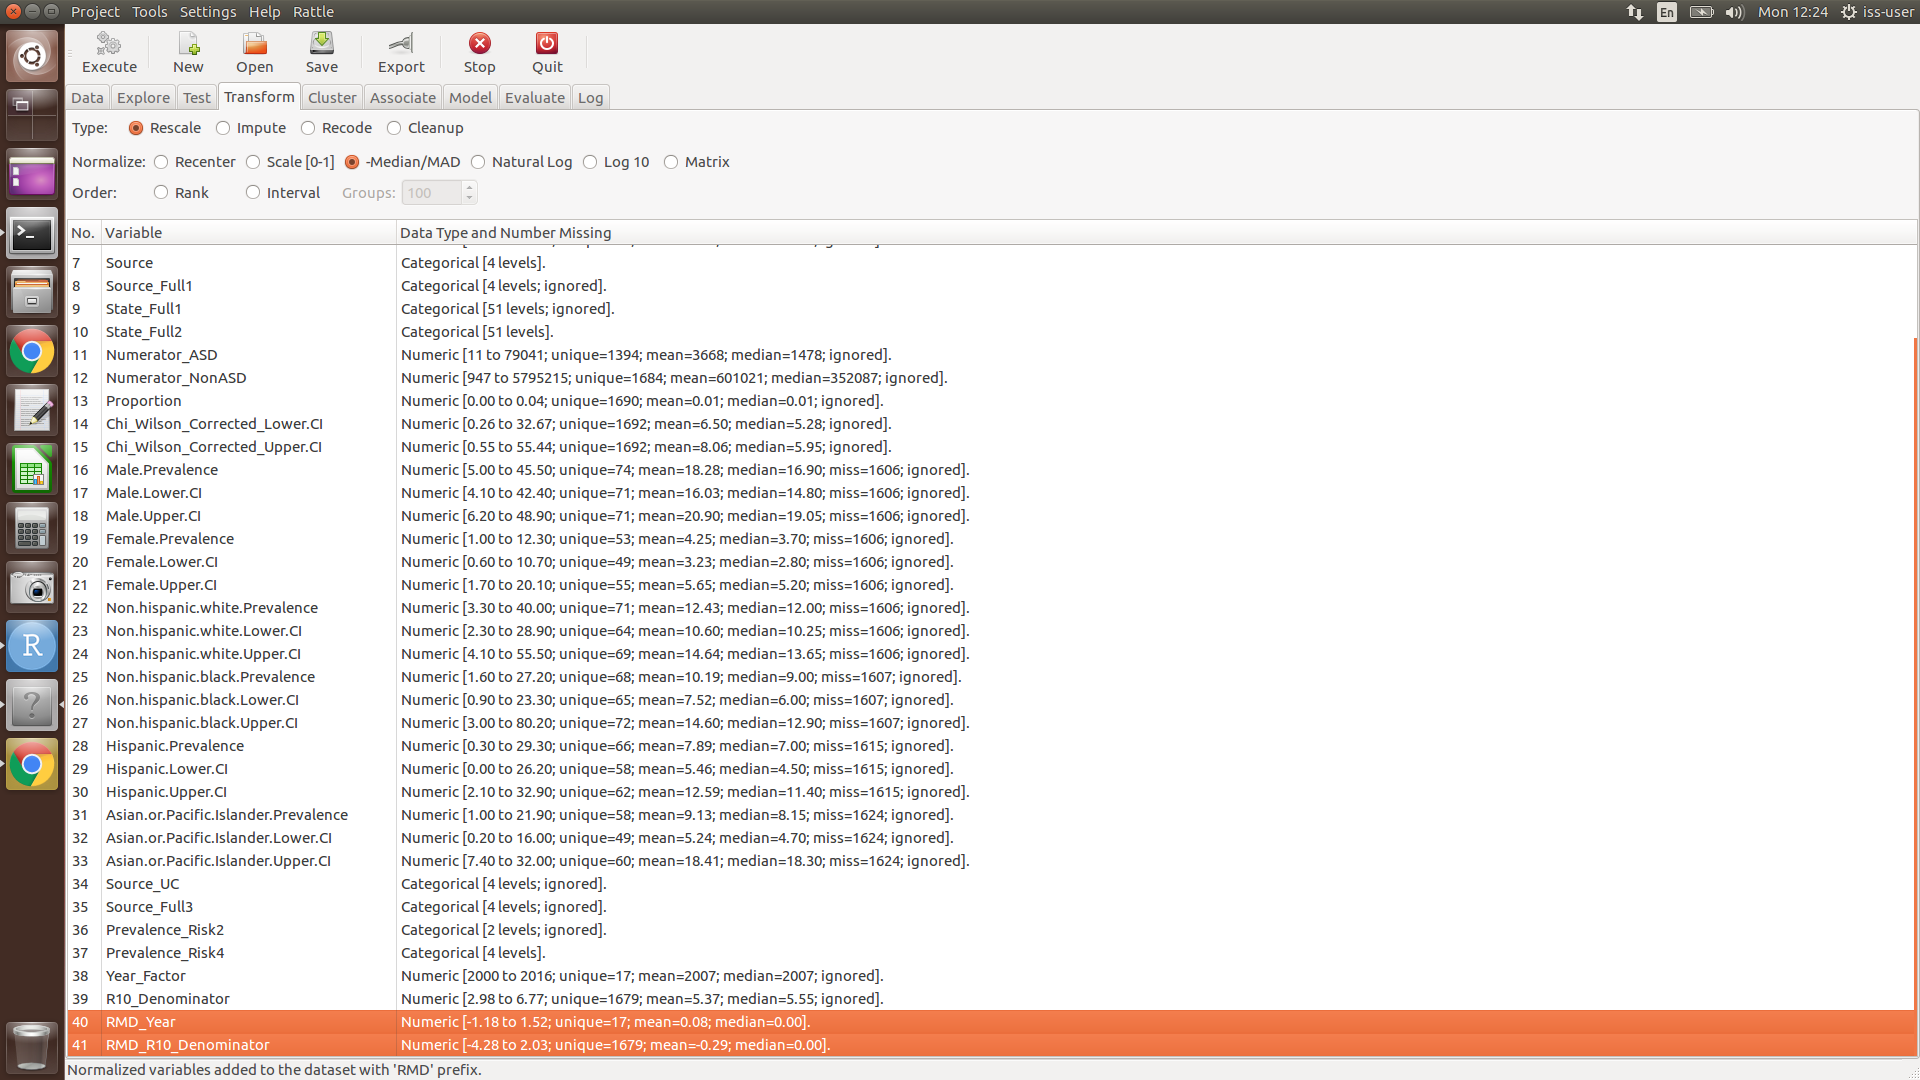 Project Tools Settings Help Rattle En Mon 12:24 iss-user
Execute New Open Save Export Stop Quit
Data Explore Test Transform Cluster Associate Model Evaluate Log
Type: Rescale Impute Recode Cleanup
Normalize: Recenter Scale [0-1] -Median/MAD Natural Log Log 10 Matrix
Order: Rank Interval Groups: 100
No. Variable Data Type and Number Missing
7 Source Categorical [4 levels].
8 Source_Full1 Categorical [4 levels; ignored].
9 State_Full1 Categorical [51 levels; ignored].
10 State_Full2 Categorical [51 levels].
11 Numerator_ASD Numeric [11 to 79041; unique=1394; mean=3668; median=1478; ignored].
12 Numerator_NonASD Numeric [947 to 5795215; unique=1684; mean=601021; median=352087; ignored].
13 Proportion Numeric [0.00 to 0.04; unique=1690; mean=0.01; median=0.01; ignored].
14 Chi_Wilson_Corrected_Lower.CI Numeric [0.26 to 32.67; unique=1692; mean=6.50; median=5.28; ignored].
15 Chi_Wilson_Corrected_Upper.CI Numeric [0.55 to 55.44; unique=1692; mean=8.06; median=5.95; ignored].
16 Male.Prevalence Numeric [5.00 to 45.50; unique=74; mean=18.28; median=16.90; miss=1606; ignored].
17 Male.Lower.CI Numeric [4.10 to 42.40; unique=71; mean=16.03; median=14.80; miss=1606; ignored].
18 Male.Upper.CI Numeric [6.20 to 48.90; unique=71; mean=20.90; median=19.05; miss=1606; ignored].
19 Female.Prevalence Numeric [1.00 to 12.30; unique=53; mean=4.25; median=3.70; miss=1606; ignored].
20 Female.Lower.CI Numeric [0.60 to 10.70; unique=49; mean=3.23; median=2.80; miss=1606; ignored].
21 Female.Upper.CI Numeric [1.70 to 20.10; unique=55; mean=5.65; median=5.20; miss=1606; ignored].
22 Non.hispanic.white.Prevalence Numeric [3.30 to 40.00; unique=71; mean=12.43; median=12.00; miss=1606; ignored].
23 Non.hispanic.white.Lower.CI Numeric [2.30 to 28.90; unique=64; mean=10.60; median=10.25; miss=1606; ignored].
24 Non.hispanic.white.Upper.CI Numeric [4.10 to 55.50; unique=69; mean=14.64; median=13.65; miss=1606; ignored].
25 Non.hispanic.black.Prevalence Numeric [1.60 to 27.20; unique=68; mean=10.19; median=9.00; miss=1607; ignored].
26 Non.hispanic.black.Lower.CI Numeric [0.90 to 23.30; unique=65; mean=7.52; median=6.00; miss=1607; ignored].
27 Non.hispanic.black.Upper.CI Numeric [3.00 to 80.20; unique=72; mean=14.60; median=12.90; miss=1607; ignored].
28 Hispanic.Prevalence Numeric [0.30 to 29.30; unique=66; mean=7.89; median=7.00; miss=1615; ignored].
29 Hispanic.Lower.CI Numeric [0.00 to 26.20; unique=58; mean=5.46; median=4.50; miss=1615; ignored].
30 Hispanic.Upper.CI Numeric [2.10 to 32.90; unique=62; mean=12.59; median=11.40; miss=1615; ignored].
31 Asian.or.Pacific.Islander.Prevalence Numeric [1.00 to 21.90; unique=58; mean=9.13; median=8.15; miss=1624; ignored].
32 Asian.or.Pacific.Islander.Lower.CI Numeric [0.20 to 16.00; unique=49; mean=5.24; median=4.70; miss=1624; ignored].
33 Asian.or.Pacific.Islander.Upper.CI Numeric [7.40 to 32.00; unique=60; mean=18.41; median=18.30; miss=1624; ignored].
34 Source_UC Categorical [4 levels; ignored].
35 Source_Full3 Categorical [4 levels; ignored].
36 Prevalence_Risk2 Categorical [2 levels; ignored].
37 Prevalence_Risk4 Categorical [4 levels].
38 Year_Factor Numeric [2000 to 2016; unique=17; mean=2007; median=2007; ignored].
39 R10_Denominator Numeric [2.98 to 6.77; unique=1679; mean=5.37; median=5.55; ignored].
40 RMD_Year Numeric [-1.18 to 1.52; unique=17; mean=0.08; median=0.00].
41 RMD_R10_Denominator Numeric [-4.28 to 2.03; unique=1679; mean=-0.29; median=0.00].
Normalized variables added to the dataset with 'RMD' prefix.